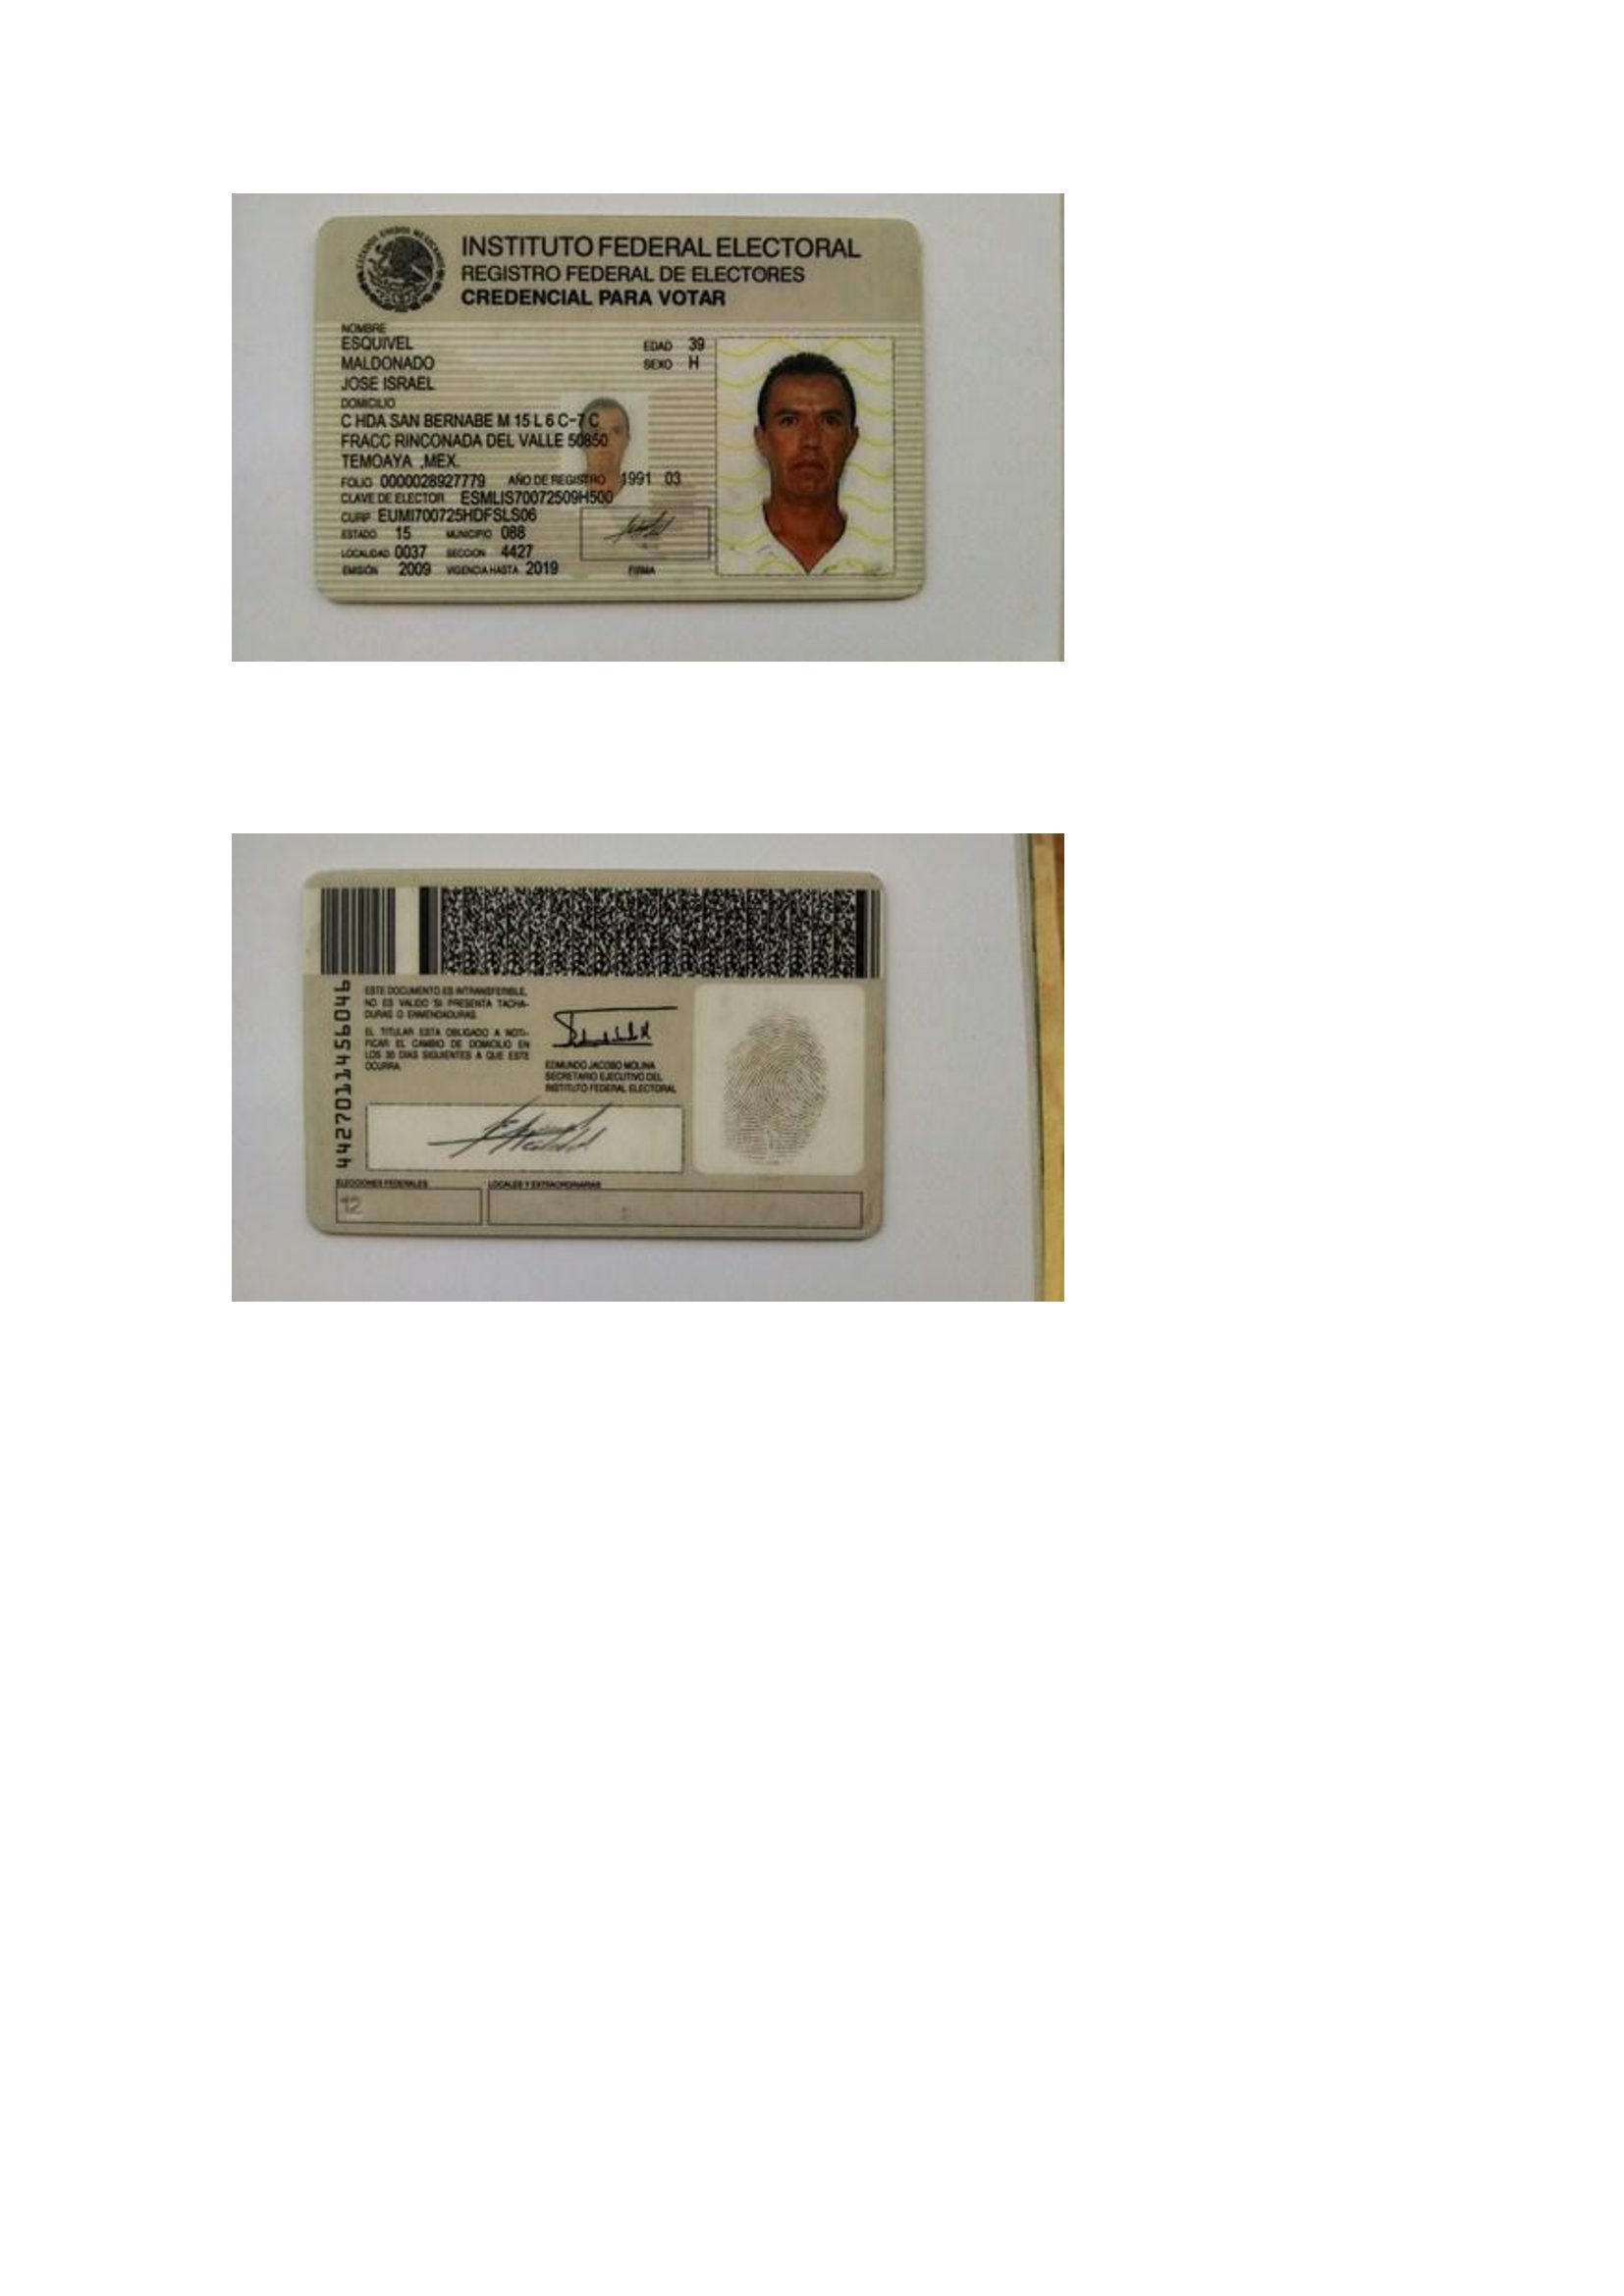 ESTADOS UNIDOS MEXICANOS
INSTITUTO FEDERAL ELECTORAL
REGISTRO FEDERAL DE ELECTORES
CREDENCIAL PARA VOTAR
NOMBRE
ESQUIVEL
MALDONADO
JOSE ISRAEL
EDAD 39
SEXO H
DOMICILIO
C HDA SAN BERNABE M 15 L 6 C-7 C
FRACC RINCONADA DEL VALLE 50850
TEMOAYA ,MEX.
FOLIO 0000028927779 AÑO DE REGISTRO 1991 03
CLAVE DE ELECTOR ESMLIS70072509H500
CURP EUMI700725HDFSLS06
ESTADO 15 MUNICIPIO 088
LOCALIDAD 0037 SECCION 4427
EMISIÓN 2009 VIGENCIA HASTA 2019
FIRMA
4427011456046
ESTE DOCUMENTO ES INTRANSFERIBLE,
NO ES VALIDO SI PRESENTA TACHA-
DURAS O ENMENDADURAS.
EL TITULAR ESTA OBLIGADO A NOTI-
FICAR EL CAMBIO DE DOMICILIO EN
LOS 30 DIAS SIGUIENTES A QUE ESTE
OCURRA.
EDMUNDO JACOBO MOLINA
SECRETARIO EJECUTIVO DEL
INSTITUTO FEDERAL ELECTORAL
ELECCIONES FEDERALES
LOCALES Y EXTRAORDINARIAS
12